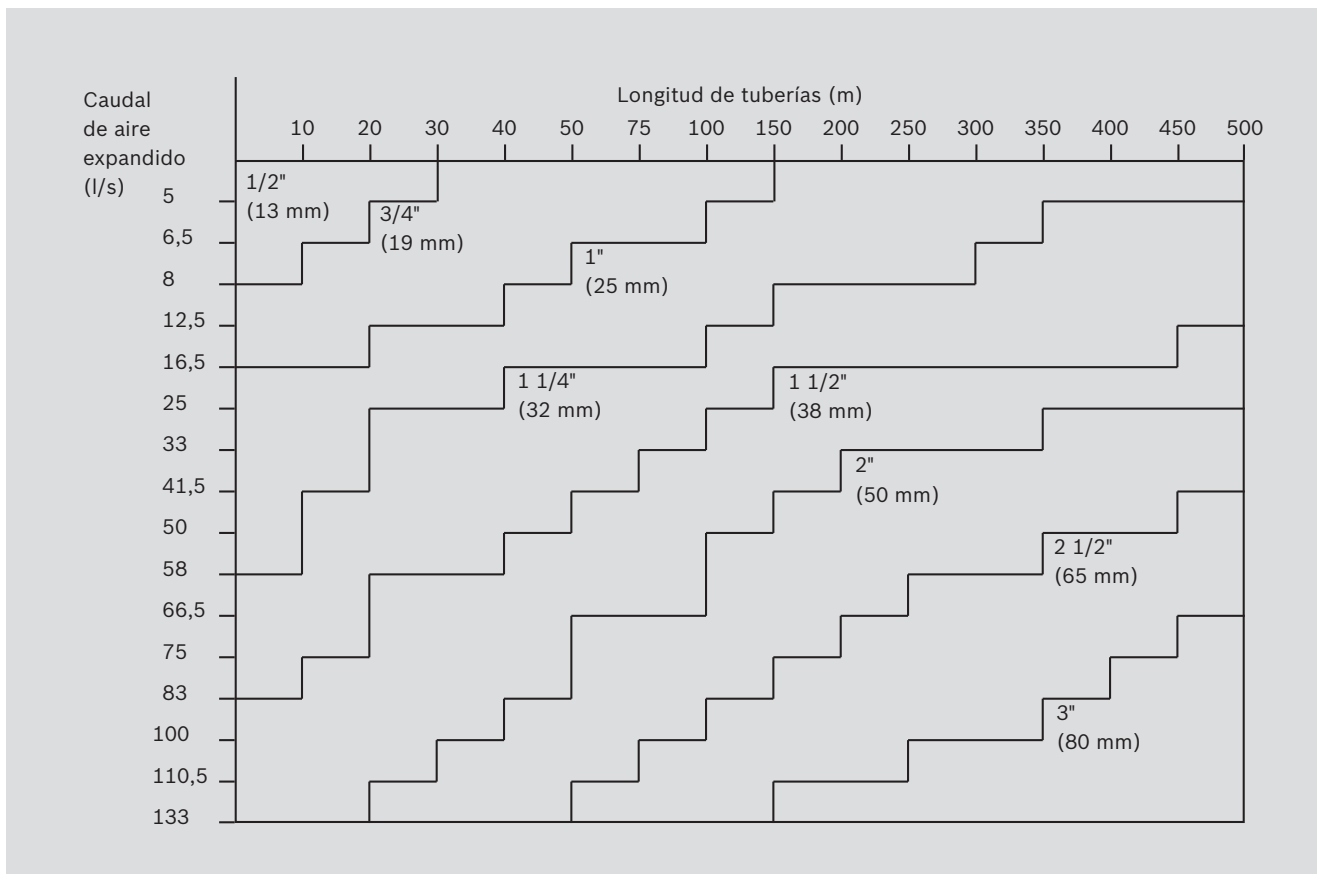 Caudal
de aire
expandido
(l/s)
Longitud de tuberías (m)
10 20 30 40 50 75 100 150 200 250 300 350 400 450 500
5
6,5
8
12,5
16,5
25
33
41,5
50
58
66,5
75
83
100
110,5
133
1/2"
(13 mm)
3/4"
(19 mm)
1"
(25 mm)
1 1/4"
(32 mm)
1 1/2"
(38 mm)
2"
(50 mm)
2 1/2"
(65 mm)
3"
(80 mm)